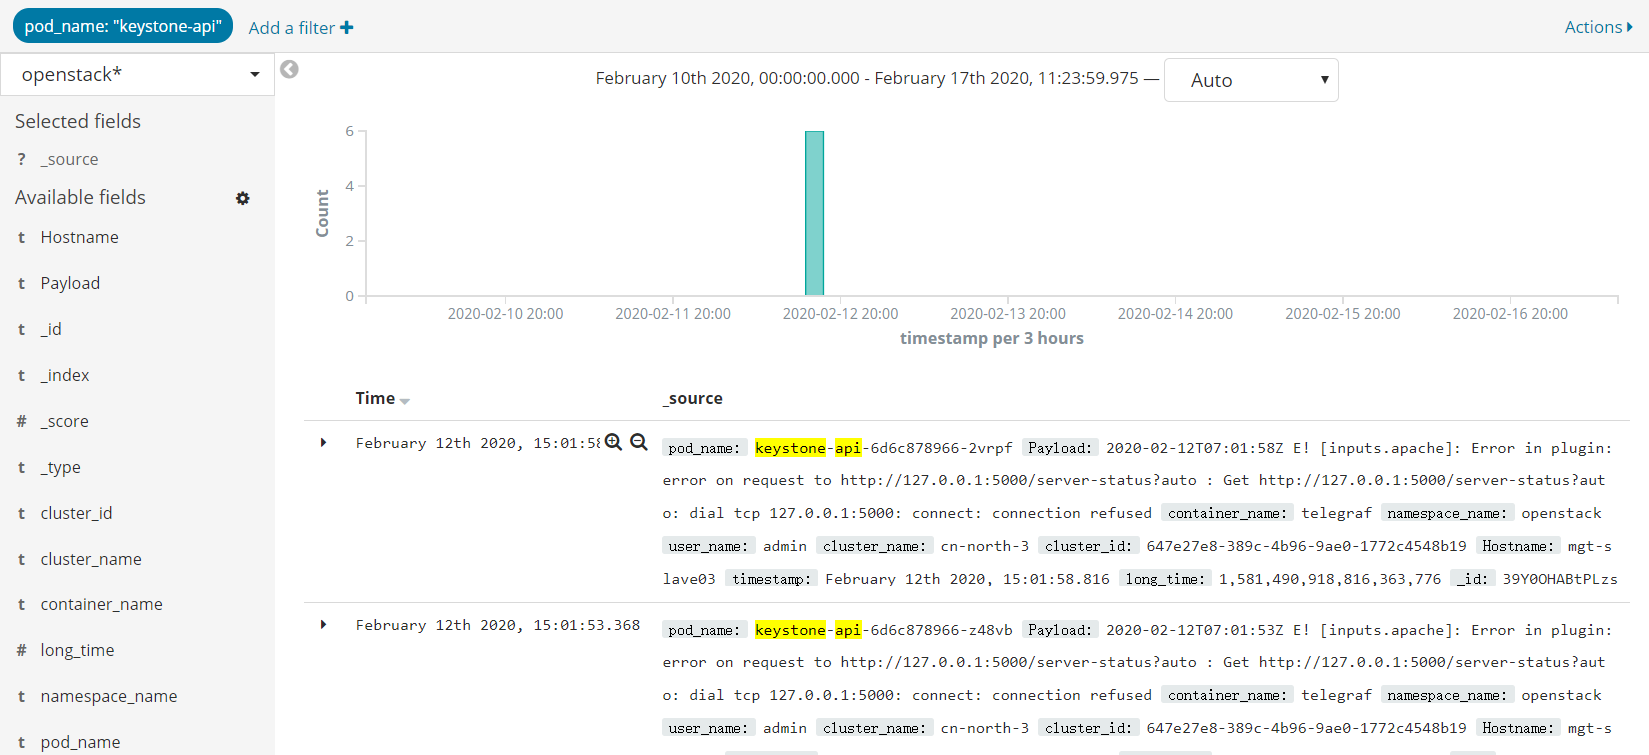 pod_name: "keystone-api" Add a filter Actions
openstack*
February 10th 2020, 00:00:00.000 - February 17th 2020, 11:23:59.975 — Auto
Selected fields
? _source
Available fields
t Hostname
t Payload
t _id
t _index
# _score
t _type
t cluster_id
t cluster_name
t container_name
# long_time
t namespace_name
t pod_name
Count
6
4
2
0
2020-02-10 20:00 2020-02-11 20:00 2020-02-12 20:00 2020-02-13 20:00 2020-02-14 20:00 2020-02-15 20:00 2020-02-16 20:00
timestamp per 3 hours
Time _source
February 12th 2020, 15:01:58
pod_name: keystone-api-6d6c878966-2vrpf Payload: 2020-02-12T07:01:58Z E! [inputs.apache]: Error in plugin:
error on request to http://127.0.0.1:5000/server-status?auto : Get http://127.0.0.1:5000/server-status?aut
o: dial tcp 127.0.0.1:5000: connect: connection refused container_name: telegraf namespace_name: openstack
user_name: admin cluster_name: cn-north-3 cluster_id: 647e27e8-389c-4b96-9ae0-1772c4548b19 Hostname: mgt-s
lave03 timestamp: February 12th 2020, 15:01:58.816 long_time: 1,581,490,918,816,363,776 _id: 39Y0OHABtPLzs
February 12th 2020, 15:01:53.368
pod_name: keystone-api-6d6c878966-z48vb Payload: 2020-02-12T07:01:53Z E! [inputs.apache]: Error in plugin:
error on request to http://127.0.0.1:5000/server-status?auto : Get http://127.0.0.1:5000/server-status?aut
o: dial tcp 127.0.0.1:5000: connect: connection refused container_name: telegraf namespace_name: openstack
user_name: admin cluster_name: cn-north-3 cluster_id: 647e27e8-389c-4b96-9ae0-1772c4548b19 Hostname: mgt-s